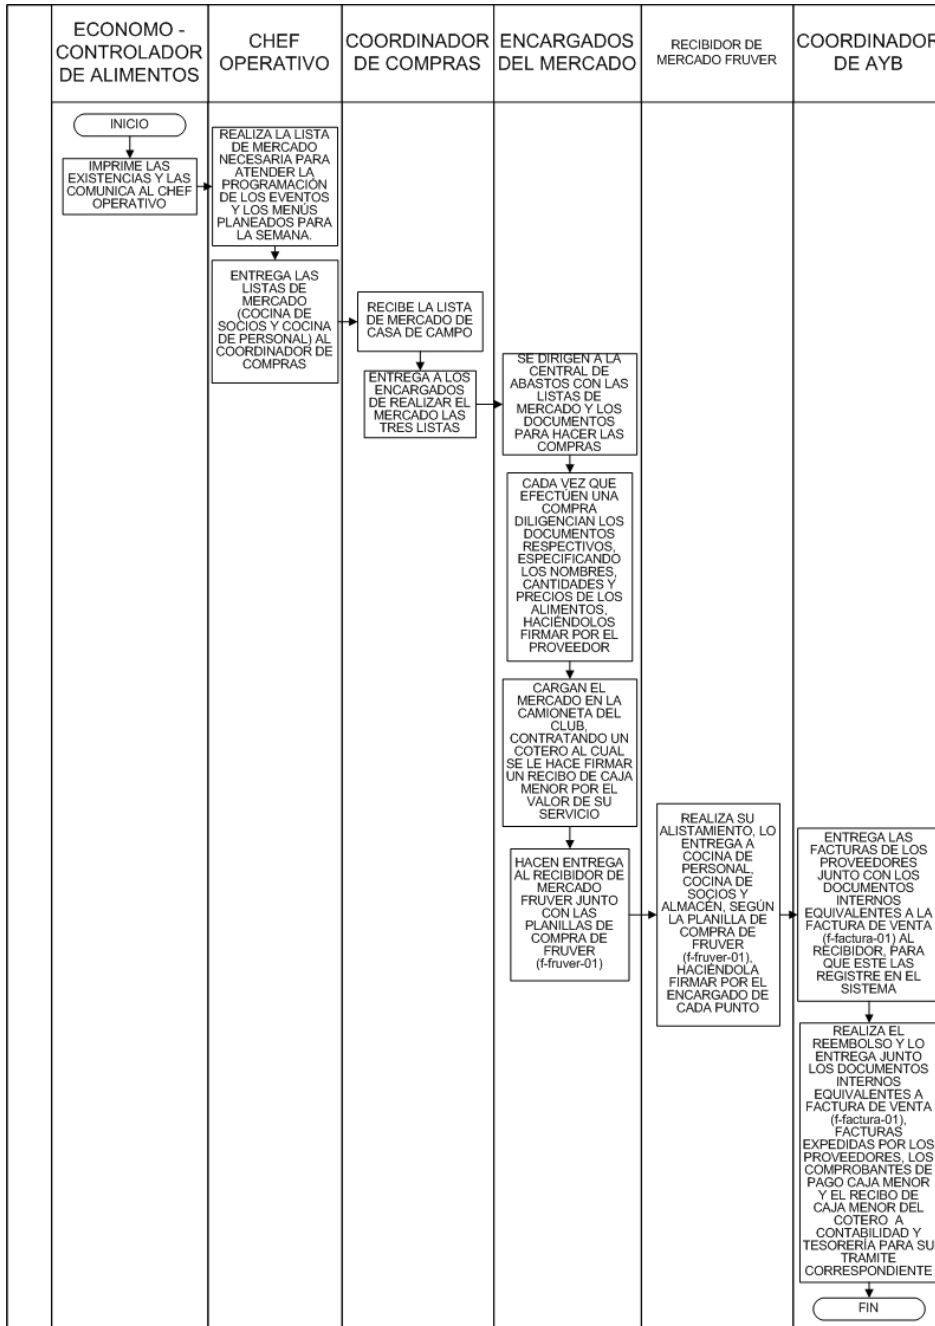 ECONOMO -
CONTROLADOR
DE ALIMENTOS
CHEF
OPERATIVO
COORDINADOR
DE COMPRAS
ENCARGADOS
DEL MERCADO
RECIBIDOR DE
MERCADO FRUVER
COORDINADOR
DE AYB
INICIO
IMPRIME LAS
EXISTENCIAS Y LAS
COMUNICA AL CHEF
OPERATIVO
REALIZA LA LISTA
DE MERCADO
NECESARIA PARA
ATENDER LA
PROGRAMACIÓN
DE LOS EVENTOS
Y LOS MENÚS
PLANEADOS PARA
LA SEMANA.
ENTREGA LAS
LISTAS DE
MERCADO
(COCINA DE
SOCIOS Y COCINA
DE PERSONAL) AL
COORDINADOR DE
COMPRAS
RECIBE LA LISTA
DE MERCADO DE
CASA DE CAMPO
ENTREGA A LOS
ENCARGADOS
DE REALIZAR EL
MERCADO LAS
TRES LISTAS
SE DIRIGEN A LA
CENTRAL DE
ABASTOS CON LAS
LISTAS DE
MERCADO Y LOS
DOCUMENTOS
PARA HACER LAS
COMPRAS
CADA VEZ QUE
EFECTÚEN UNA
COMPRA
DILIGENCIAN LOS
DOCUMENTOS
RESPECTIVOS,
ESPECIFICANDO
LOS NOMBRES,
CANTIDADES Y
PRECIOS DE LOS
ALIMENTOS,
HACIÉNDOLOS
FIRMAR POR EL
PROVEEDOR
CARGAN EL
MERCADO EN LA
CAMIONETA DEL
CLUB,
CONTRATANDO UN
COTERO AL CUAL
SE LE HACE FIRMAR
UN RECIBO DE CAJA
MENOR POR EL
VALOR DE SU
SERVICIO
HACEN ENTREGA
AL RECIBIDOR DE
MERCADO
FRUVER JUNTO
CON LAS
PLANILLAS DE
COMPRA DE
FRUVER
(f-fruver-01)
REALIZA SU
ALISTAMIENTO, LO
ENTREGA A
COCINA DE
PERSONAL,
COCINA DE
SOCIOS Y
ALMACÉN, SEGÚN
LA PLANILLA DE
COMPRA DE
FRUVER
(f-fruver-01),
HACIÉNDOLA
FIRMAR POR EL
ENCARGADO DE
CADA PUNTO
ENTREGA LAS
FACTURAS DE LOS
PROVEEDORES
JUNTO CON LOS
DOCUMENTOS
INTERNOS
EQUIVALENTES A LA
FACTURA DE VENTA
(f-factura-01) AL
RECIBIDOR, PARA
QUE ESTE LAS
REGISTRE EN EL
SISTEMA
REALIZA EL
REEMBOLSO Y LO
ENTREGA JUNTO
LOS DOCUMENTOS
INTERNOS
EQUIVALENTES A
FACTURA DE VENTA
(f-factura-01),
FACTURAS
EXPEDIDAS POR LOS
PROVEEDORES, LOS
COMPROBANTES DE
PAGO CAJA MENOR
Y EL RECIBO DE
CAJA MENOR DEL
COTERO A
CONTABILIDAD Y
TESORERÍA PARA SU
TRAMITE
CORRESPONDIENTE
FIN